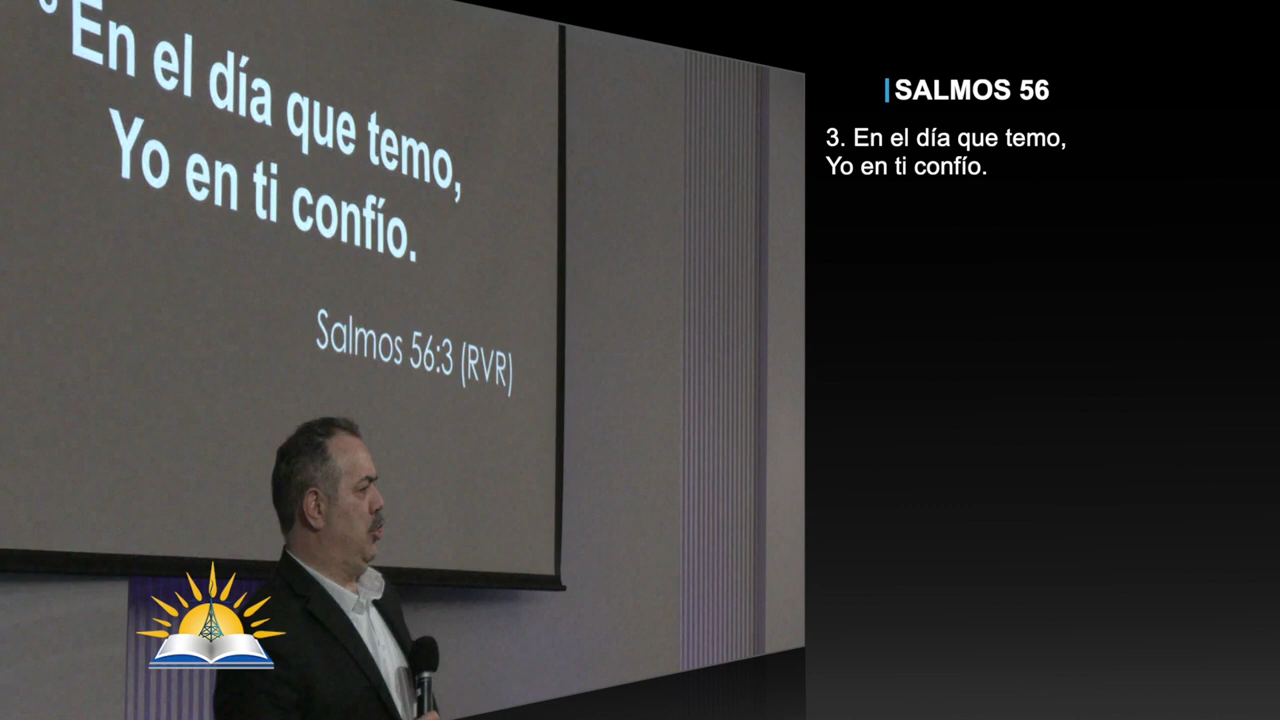 3 En el día que temo,
Yo en ti confío.
Salmos 56:3 (RVR)
SALMOS 56
3. En el día que temo,
Yo en ti confío.